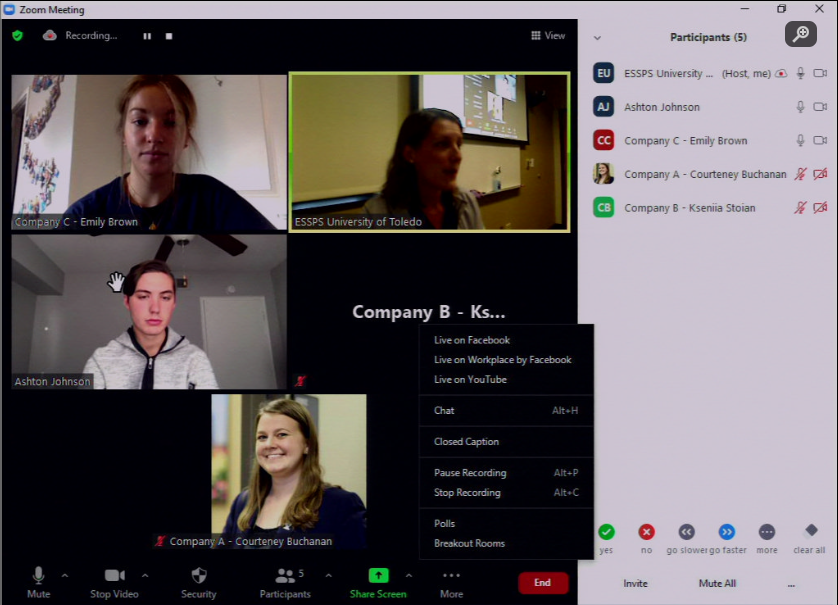 Zoom Meeting
Recording...
View
Participants (5)
EU ESSPS University ... (Host, me)
AJ Ashton Johnson
CC Company C - Emily Brown
Company A - Courteney Buchanan
CB Company B - Kseniia Stoian
Company C - Emily Brown
ESSPS University of Toledo
Ashton Johnson
Company B - Ks...
Company A - Courteney Buchanan
Live on Facebook
Live on Workplace by Facebook
Live on YouTube
Chat Alt+H
Closed Caption
Pause Recording Alt+P
Stop Recording Alt+C
Polls
Breakout Rooms
yes no go slower go faster more clear all
Invite Mute All ...
5
Mute Stop Video Security Participants Share Screen More End